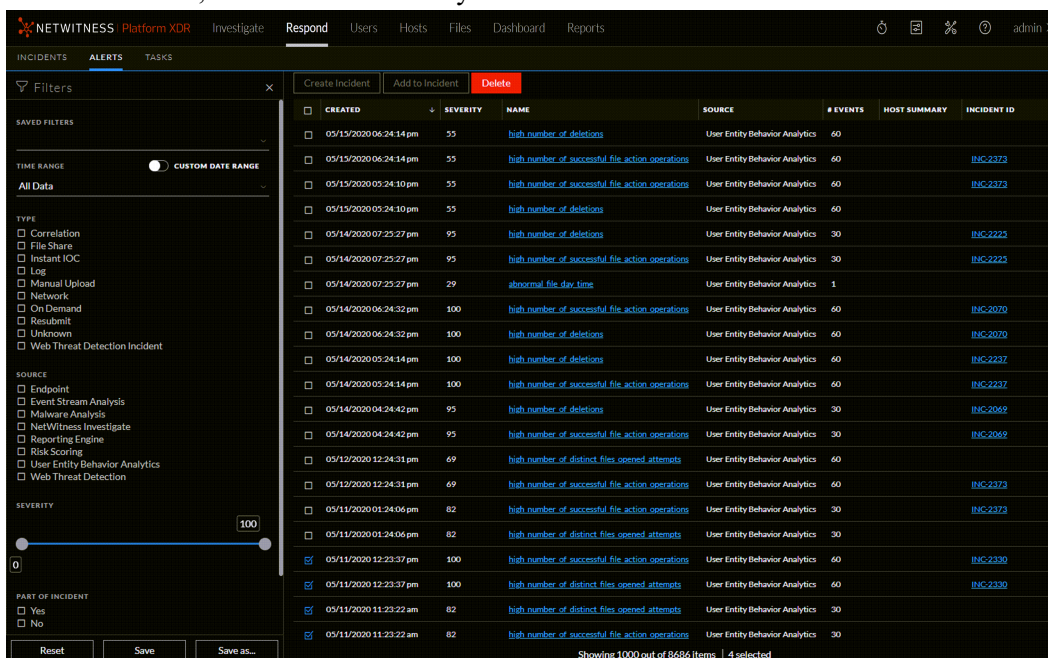 NETWITNESS Platform XDR Investigate Respond Users Hosts Files Dashboard Reports admin
INCIDENTS ALERTS TASKS
Filters
SAVED FILTERS
TIME RANGE CUSTOM DATE RANGE
All Data
TYPE
Correlation
File Share
Instant IOC
Log
Manual Upload
Network
On Demand
Resubmit
Unknown
Web Threat Detection Incident
SOURCE
Endpoint
Event Stream Analysis
Malware Analysis
NetWitness Investigate
Reporting Engine
Risk Scoring
User Entity Behavior Analytics
Web Threat Detection
SEVERITY
100
0
PART OF INCIDENT
Yes
No
Reset Save Save as...
Create Incident Add to Incident Delete
CREATED SEVERITY NAME SOURCE # EVENTS HOST SUMMARY INCIDENT ID
05/15/2020 06:24:14 pm 55 high number of deletions User Entity Behavior Analytics 60
05/15/2020 06:24:14 pm 55 high number of successful file action operations User Entity Behavior Analytics 60 INC-2373
05/15/2020 05:24:10 pm 55 high number of successful file action operations User Entity Behavior Analytics 60 INC-2373
05/15/2020 05:24:10 pm 55 high number of deletions User Entity Behavior Analytics 60
05/14/2020 07:25:27 pm 95 high number of deletions User Entity Behavior Analytics 30 INC-2225
05/14/2020 07:25:27 pm 95 high number of successful file action operations User Entity Behavior Analytics 30 INC-2225
05/14/2020 07:25:27 pm 29 abnormal file day time User Entity Behavior Analytics 1
05/14/2020 06:24:32 pm 100 high number of successful file action operations User Entity Behavior Analytics 60 INC-2070
05/14/2020 06:24:32 pm 100 high number of deletions User Entity Behavior Analytics 60 INC-2070
05/14/2020 05:24:14 pm 100 high number of deletions User Entity Behavior Analytics 60 INC-2237
05/14/2020 05:24:14 pm 100 high number of successful file action operations User Entity Behavior Analytics 60 INC-2237
05/14/2020 04:24:42 pm 95 high number of deletions User Entity Behavior Analytics 30 INC-2069
05/14/2020 04:24:42 pm 95 high number of successful file action operations User Entity Behavior Analytics 30 INC-2069
05/12/2020 12:24:31 pm 69 high number of distinct files opened attempts User Entity Behavior Analytics 60
05/12/2020 12:24:31 pm 69 high number of successful file action operations User Entity Behavior Analytics 60 INC-2373
05/11/2020 01:24:06 pm 82 high number of successful file action operations User Entity Behavior Analytics 30 INC-2373
05/11/2020 01:24:06 pm 82 high number of distinct files opened attempts User Entity Behavior Analytics 30
05/11/2020 12:23:37 pm 100 high number of successful file action operations User Entity Behavior Analytics 60 INC-2330
05/11/2020 12:23:37 pm 100 high number of distinct files opened attempts User Entity Behavior Analytics 60 INC-2330
05/11/2020 11:23:22 am 82 high number of distinct files opened attempts User Entity Behavior Analytics 30
05/11/2020 11:23:22 am 82 high number of successful file action operations User Entity Behavior Analytics 30
Showing 1000 out of 8686 items | 4 selected